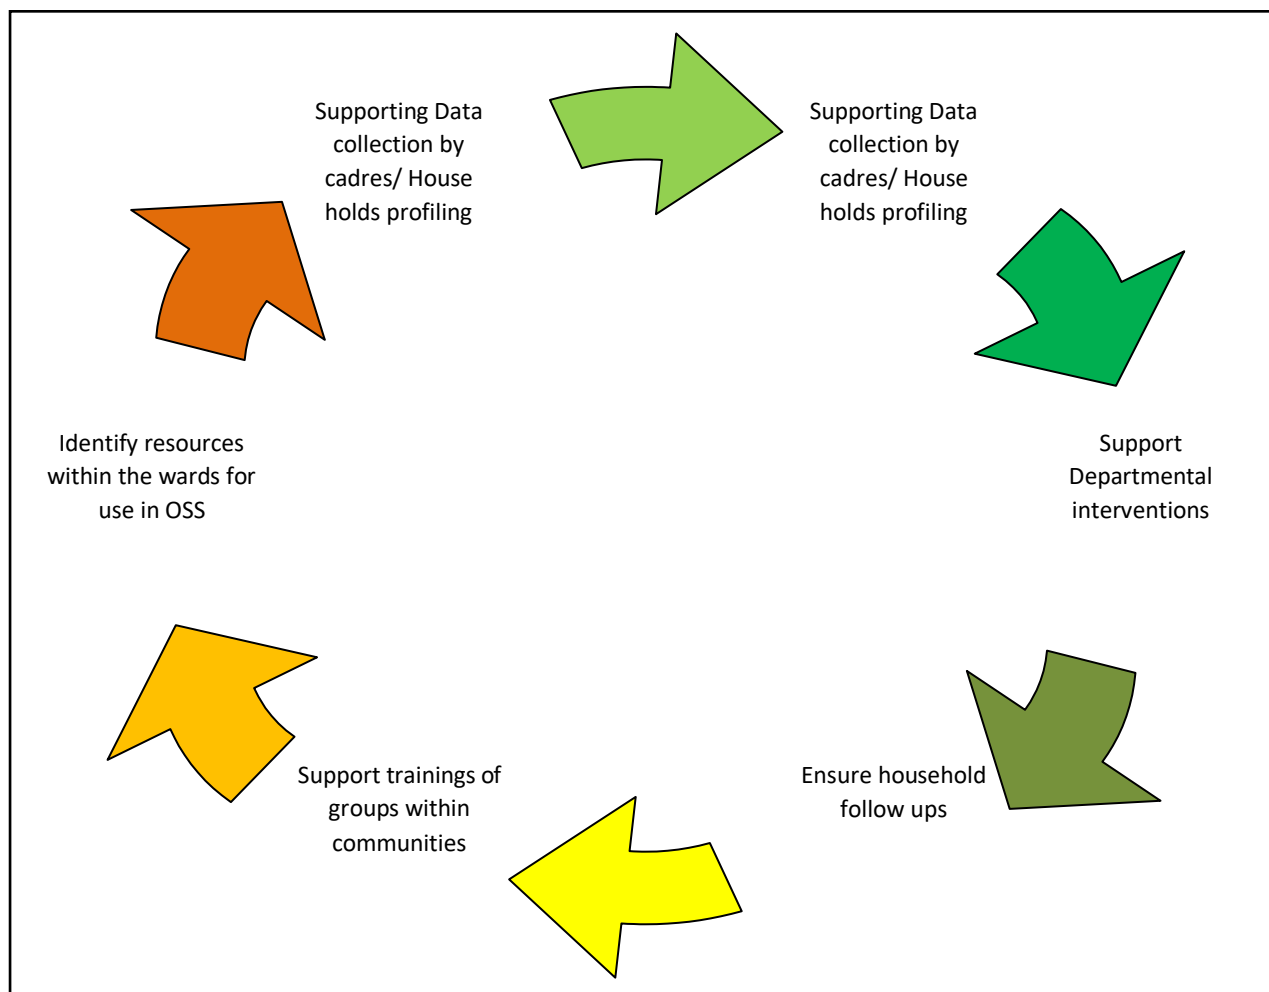 Supporting Data
collection by
cadres/ House
holds profiling
Supporting Data
collection by
cadres/ House
holds profiling
Support
Departmental
interventions
Ensure household
follow ups
Support trainings of
groups within
communities
Identify resources
within the wards for
use in OSS